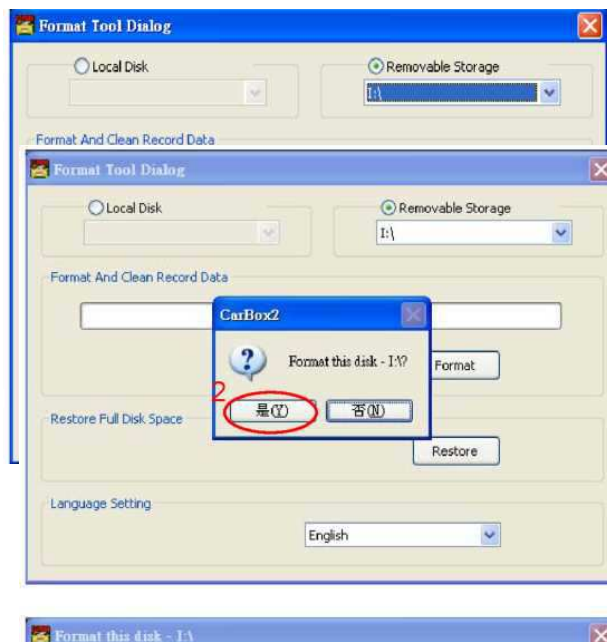 Format Tool Dialog
Local Disk
Removable Storage
I:\
Format And Clean Record Data
Format Tool Dialog
Local Disk
Removable Storage
I:\
Format And Clean Record Data
CarBox2
Format this disk - I:\?
Format
2
是(Y)
否(N)
Restore Full Disk Space
Restore
Language Setting
English
Format this disk - I:\